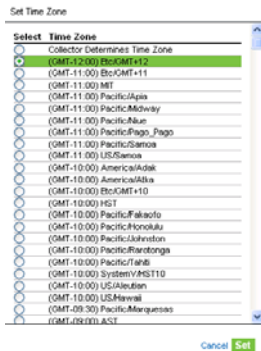 Set Time Zone
Select Time Zone
Collector Determines Time Zone
(GMT-12:00) Etc/GMT+12
(GMT-11:00) Etc/GMT+11
(GMT-11:00) MIT
(GMT-11:00) Pacific/Apia
(GMT-11:00) Pacific/Midway
(GMT-11:00) Pacific/Niue
(GMT-11:00) Pacific/Pago_Pago
(GMT-11:00) Pacific/Samoa
(GMT-11:00) US/Samoa
(GMT-10:00) America/Adak
(GMT-10:00) America/Atka
(GMT-10:00) Etc/GMT+10
(GMT-10:00) HST
(GMT-10:00) Pacific/Fakaofo
(GMT-10:00) Pacific/Honolulu
(GMT-10:00) Pacific/Johnston
(GMT-10:00) Pacific/Rarotonga
(GMT-10:00) Pacific/Tahiti
(GMT-10:00) SystemV/HST10
(GMT-10:00) US/Aleutian
(GMT-10:00) US/Hawaii
(GMT-09:30) Pacific/Marquesas
(GMT-09:00) AST
Cancel Set